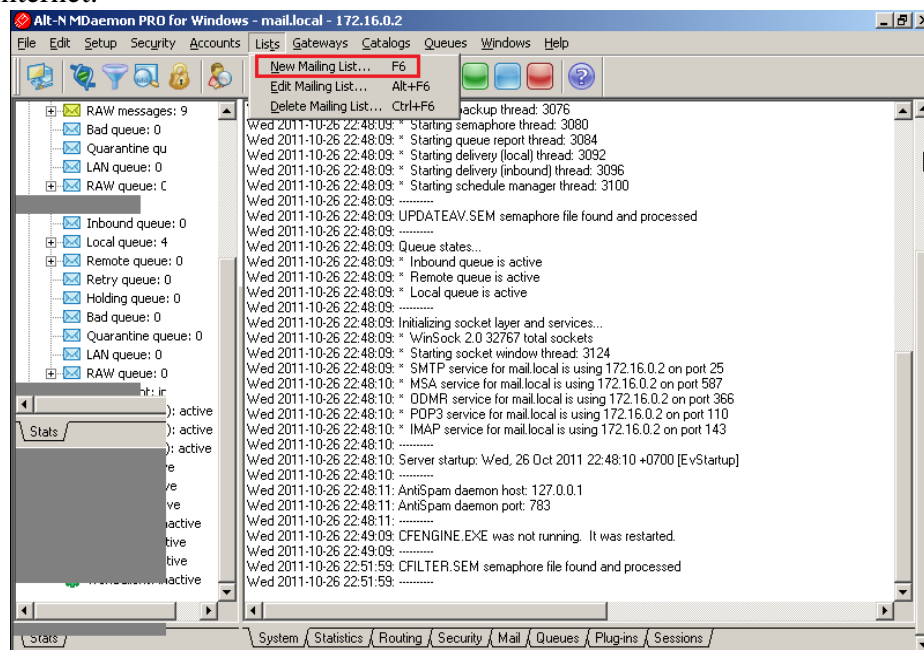 Alt-N MDaemon PRO for Windows - mail.local - 172.16.0.2
File Edit Setup Security Accounts Lists Gateways Catalogs Queues Windows Help
New Mailing List... F6
Edit Mailing List... Alt+F6
Delete Mailing List... Ctrl+F6
RAW messages: 9
Bad queue: 0
Quarantine qu
LAN queue: 0
RAW queue:
Inbound queue: 0
Local queue: 4
Remote queue: 0
Retry queue: 0
Holding queue: 0
Bad queue: 0
Quarantine queue: 0
LAN queue: 0
RAW queue: 0
): active
): active
): active
Stats
Stats
backup thread: 3076
Wed 2011-10-26 22:48:09: * Starting semaphore thread: 3080
Wed 2011-10-26 22:48:09: * Starting queue report thread: 3084
Wed 2011-10-26 22:48:09: * Starting delivery (local) thread: 3092
Wed 2011-10-26 22:48:09: * Starting delivery (inbound) thread: 3096
Wed 2011-10-26 22:48:09: * Starting schedule manager thread: 3100
Wed 2011-10-26 22:48:09: ----------
Wed 2011-10-26 22:48:09: UPDATEAV.SEM semaphore file found and processed
Wed 2011-10-26 22:48:09: ----------
Wed 2011-10-26 22:48:09: Queue states...
Wed 2011-10-26 22:48:09: * Inbound queue is active
Wed 2011-10-26 22:48:09: * Remote queue is active
Wed 2011-10-26 22:48:09: * Local queue is active
Wed 2011-10-26 22:48:09: ----------
Wed 2011-10-26 22:48:09: Initializing socket layer and services...
Wed 2011-10-26 22:48:09: * WinSock 2.0 32767 total sockets
Wed 2011-10-26 22:48:09: * Starting socket window thread: 3124
Wed 2011-10-26 22:48:09: * SMTP service for mail.local is using 172.16.0.2 on port 25
Wed 2011-10-26 22:48:10: * MSA service for mail.local is using 172.16.0.2 on port 587
Wed 2011-10-26 22:48:10: * ODMR service for mail.local is using 172.16.0.2 on port 366
Wed 2011-10-26 22:48:10: * POP3 service for mail.local is using 172.16.0.2 on port 110
Wed 2011-10-26 22:48:10: * IMAP service for mail.local is using 172.16.0.2 on port 143
Wed 2011-10-26 22:48:10: ----------
Wed 2011-10-26 22:48:10: Server startup: Wed, 26 Oct 2011 22:48:10 +0700 [EvStartup]
Wed 2011-10-26 22:48:10: ----------
Wed 2011-10-26 22:48:11: AntiSpam daemon host: 127.0.0.1
Wed 2011-10-26 22:48:11: AntiSpam daemon port: 783
Wed 2011-10-26 22:48:11: ----------
Wed 2011-10-26 22:49:09: CFENGINE.EXE was not running. It was restarted.
Wed 2011-10-26 22:49:09: ----------
Wed 2011-10-26 22:51:59: CFILTER.SEM semaphore file found and processed
Wed 2011-10-26 22:51:59: ----------
System Statistics Routing Security Mail Queues Plug-ins Sessions